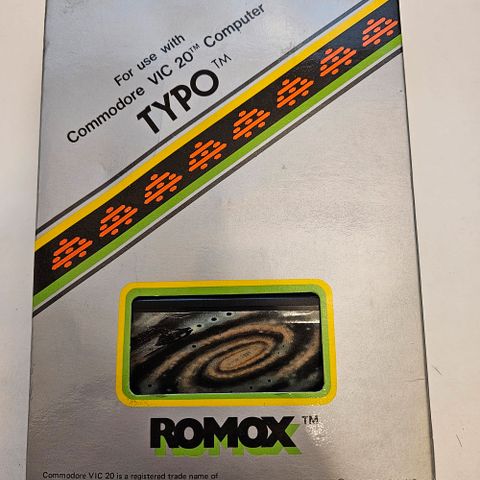 For use with
Commodore VIC 20™ Computer
TYPO™
ROMOX™
Commodore VIC 20 is a registered trade name of